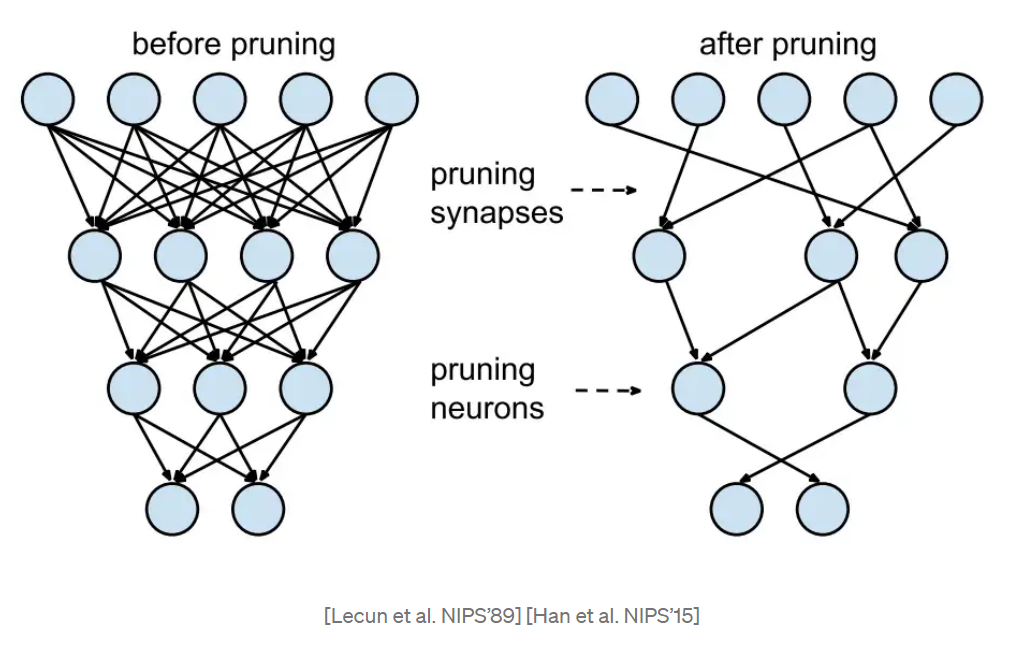 before pruning
after pruning
pruning
synapses
pruning
neurons
[Lecun et al. NIPS'89] [Han et al. NIPS'15]